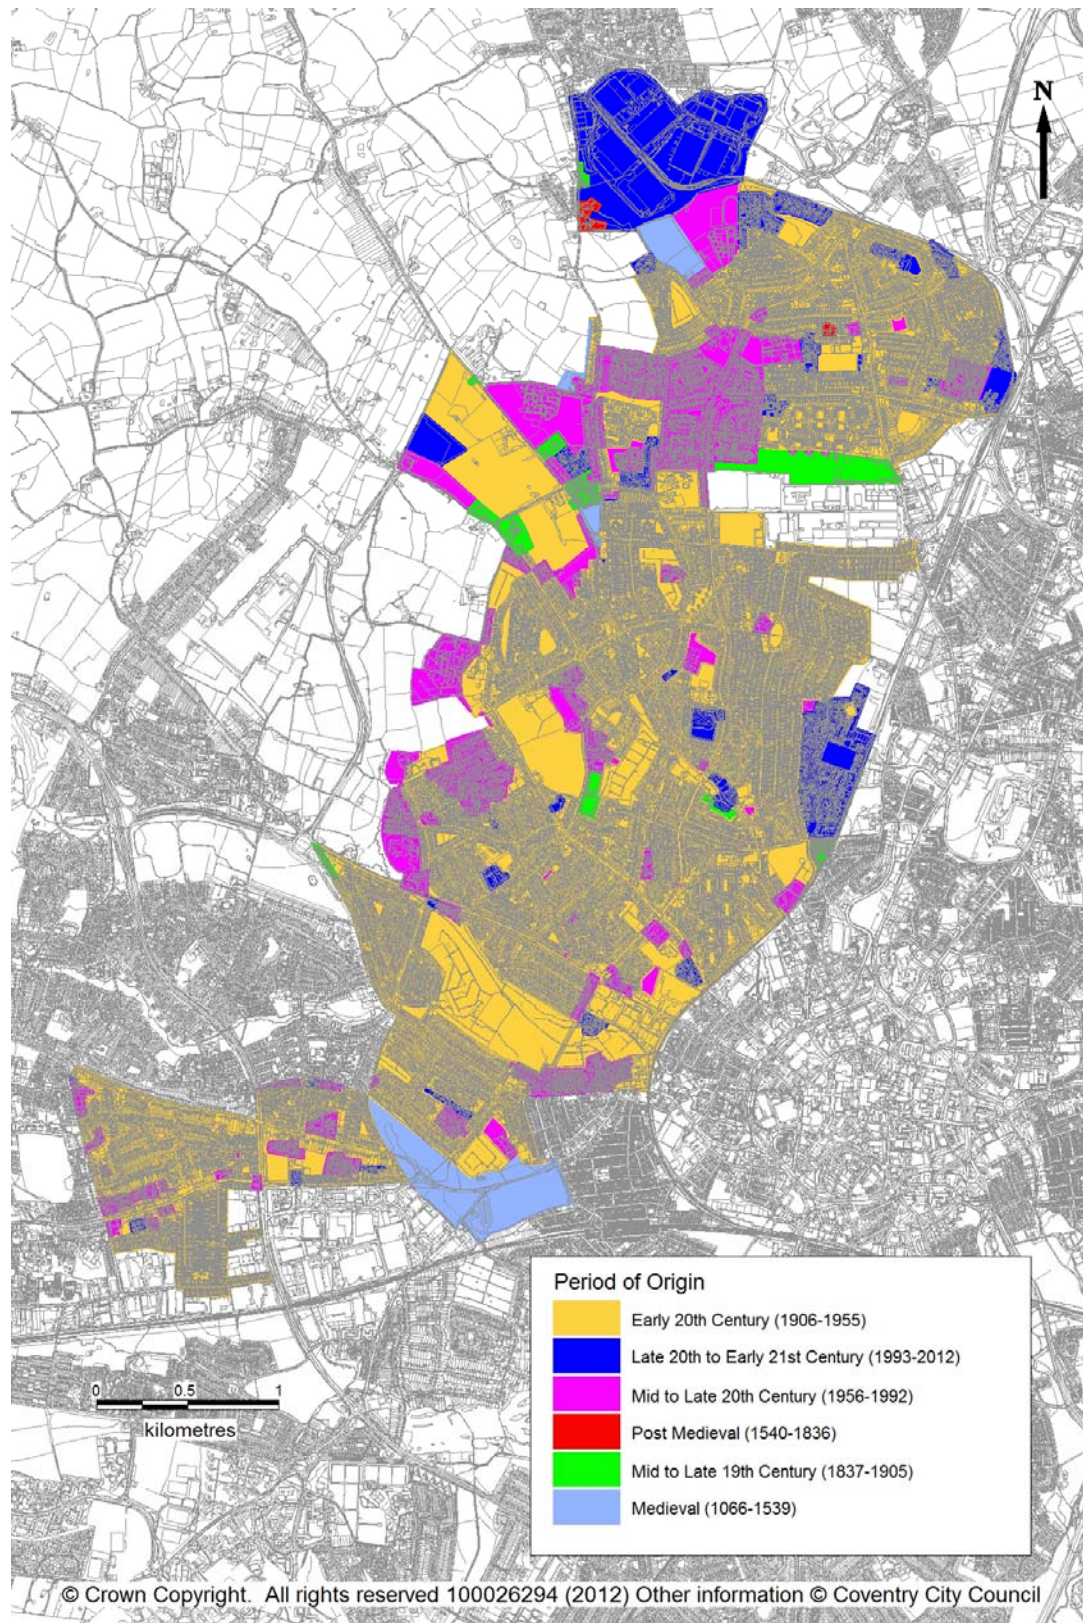 N
Period of Origin
Early 20th Century (1906-1955)
Late 20th to Early 21st Century (1993-2012)
Mid to Late 20th Century (1956-1992)
Post Medieval (1540-1836)
Mid to Late 19th Century (1837-1905)
Medieval (1066-1539)
0 0.5 1
kilometres
© Crown Copyright. All rights reserved 100026294 (2012) Other information © Coventry City Council